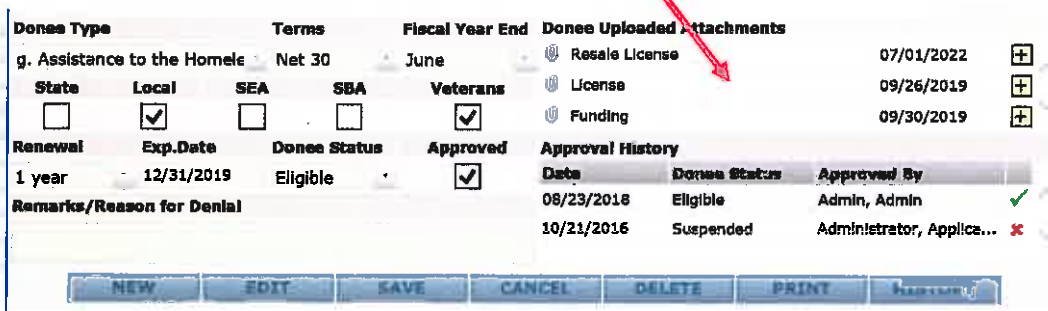 Donee Type Terms Fiscal Year End
g. Assistance to the Homele Net 30 June
State Local SEA SBA Veterans
Renewal Exp.Date Donee Status Approved
1 year 12/31/2019 Eligible
Remarks/Reason for Denial
Donee Uploaded Attachments
Resale License 07/01/2022
License 09/26/2019
Funding 09/30/2019
Approval History
Date Donee Status Approved By
08/23/2018 Eligible Admin, Admin
10/21/2016 Suspended Administrator, Applica...
NEW EDIT SAVE CANCEL DELETE PRINT HISTORY